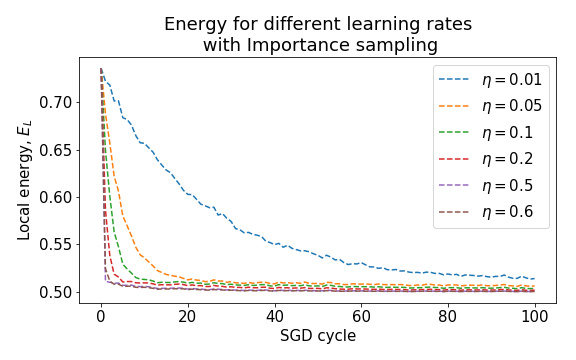 Energy for different learning rates
with Importance sampling
Local energy, E_L
0.70
0.65
0.60
0.55
0.50
0
20
40
60
80
100
SGD cycle
η = 0.01
η = 0.05
η = 0.1
η = 0.2
η = 0.5
η = 0.6